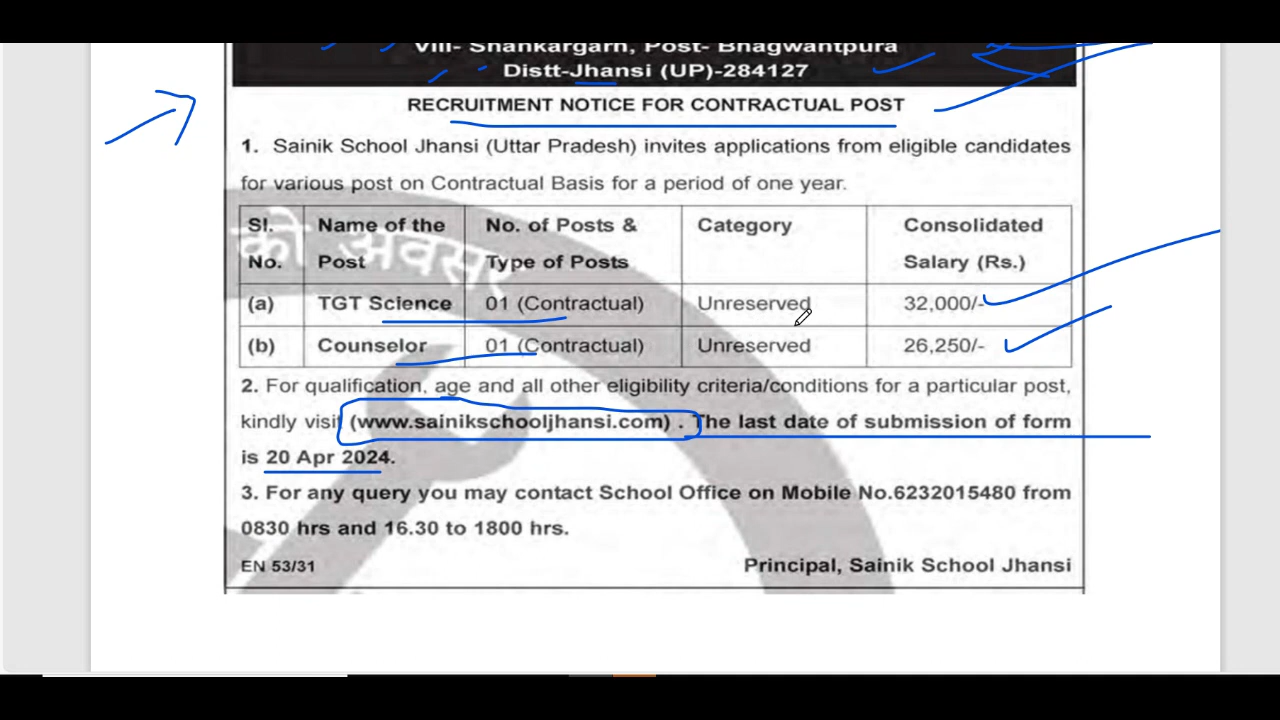 Vill- Shankargarh, Post- Bhagwantpura
Distt-Jhansi (UP)-284127
RECRUITMENT NOTICE FOR CONTRACTUAL POST
1. Sainik School Jhansi (Uttar Pradesh) invites applications from eligible candidates
for various post on Contractual Basis for a period of one year.
Sl. No. Name of the Post No. of Posts & Type of Posts Category Consolidated Salary (Rs.)
(a) TGT Science 01 (Contractual) Unreserved 32,000/-
(b) Counselor 01 (Contractual) Unreserved 26,250/-
2. For qualification, age and all other eligibility criteria/conditions for a particular post,
kindly visit (www.sainikschooljhansi.com) . The last date of submission of form
is 20 Apr 2024.
3. For any query you may contact School Office on Mobile No.6232015480 from
0830 hrs and 16.30 to 1800 hrs.
EN 53/31 Principal, Sainik School Jhansi
को अवसर